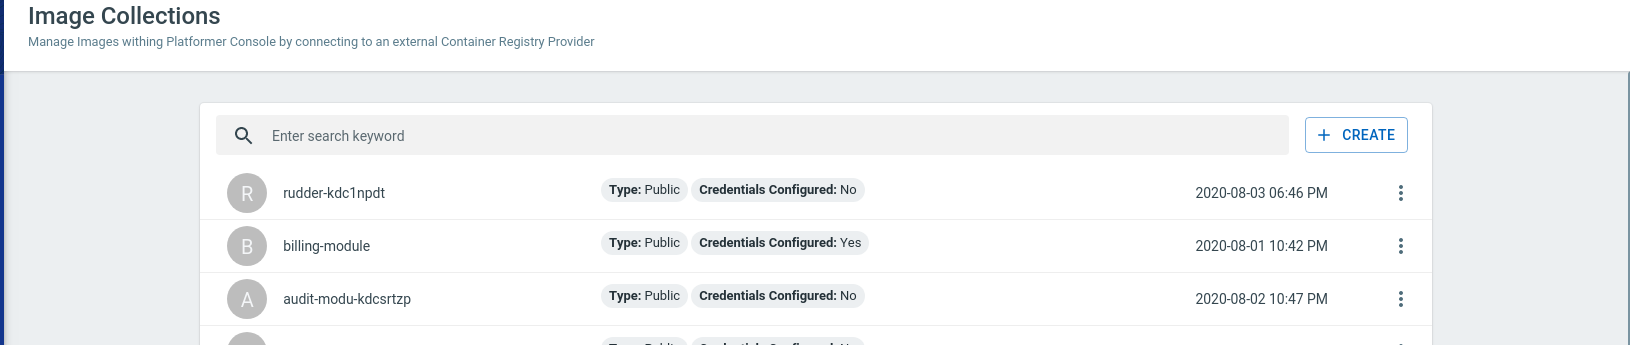 Image Collections
Manage Images withing Platformer Console by connecting to an external Container Registry Provider
Enter search keyword
+ CREATE
R rudder-kdc1npdt Type: Public Credentials Configured: No 2020-08-03 06:46 PM
B billing-module Type: Public Credentials Configured: Yes 2020-08-01 10:42 PM
A audit-modu-kdcsrtzp Type: Public Credentials Configured: No 2020-08-02 10:47 PM